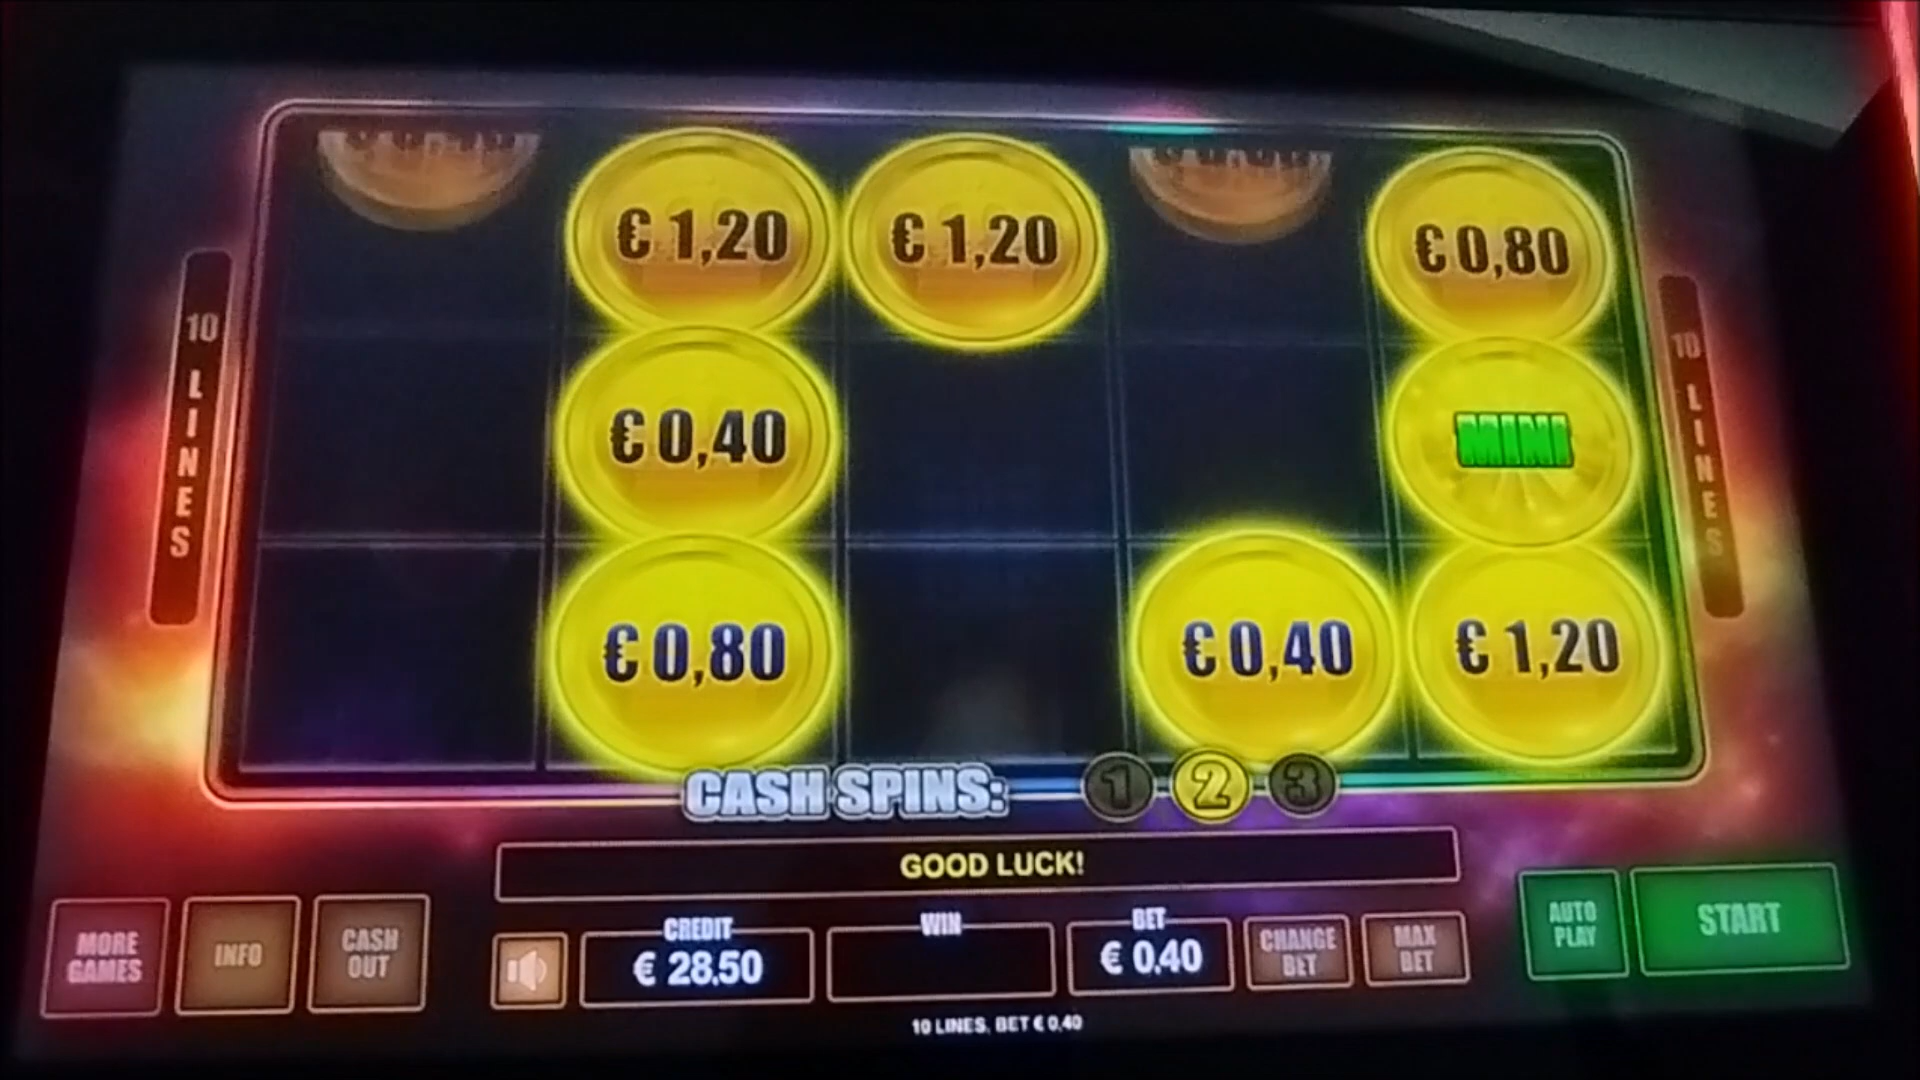 € 1,20
€ 1,20
€ 0,80
€ 0,40
MINI
€ 0,80
€ 0,40
€ 1,20
10 LINES
10 LINES
CASH SPINS: 1 2 3
GOOD LUCK!
MORE GAMES
INFO
CASH OUT
CREDIT
€ 28,50
WIN
BET
€ 0,40
CHANGE BET
MAX BET
AUTO PLAY
START
10 LINES, BET € 0,40